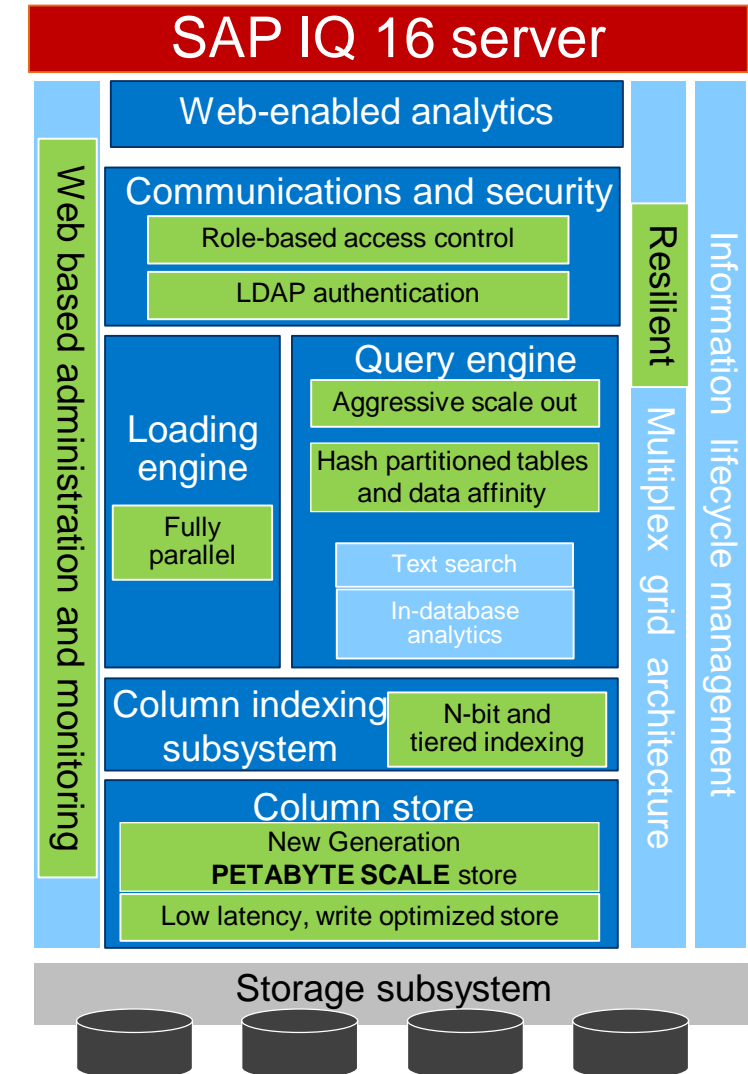 SAP IQ 16 server
Web-enabled analytics
Web based administration and monitoring
Communications and security
Role-based access control
LDAP authentication
Loading
engine
Fully
parallel
Query engine
Aggressive scale out
Hash partitioned tables
and data affinity
Text search
In-database
analytics
Column indexing
subsystem
N-bit and
tiered indexing
Column store
New Generation
PETABYTE SCALE store
Low latency, write optimized store
Resilient
Multiplex grid architecture
Information lifecycle management
Storage subsystem